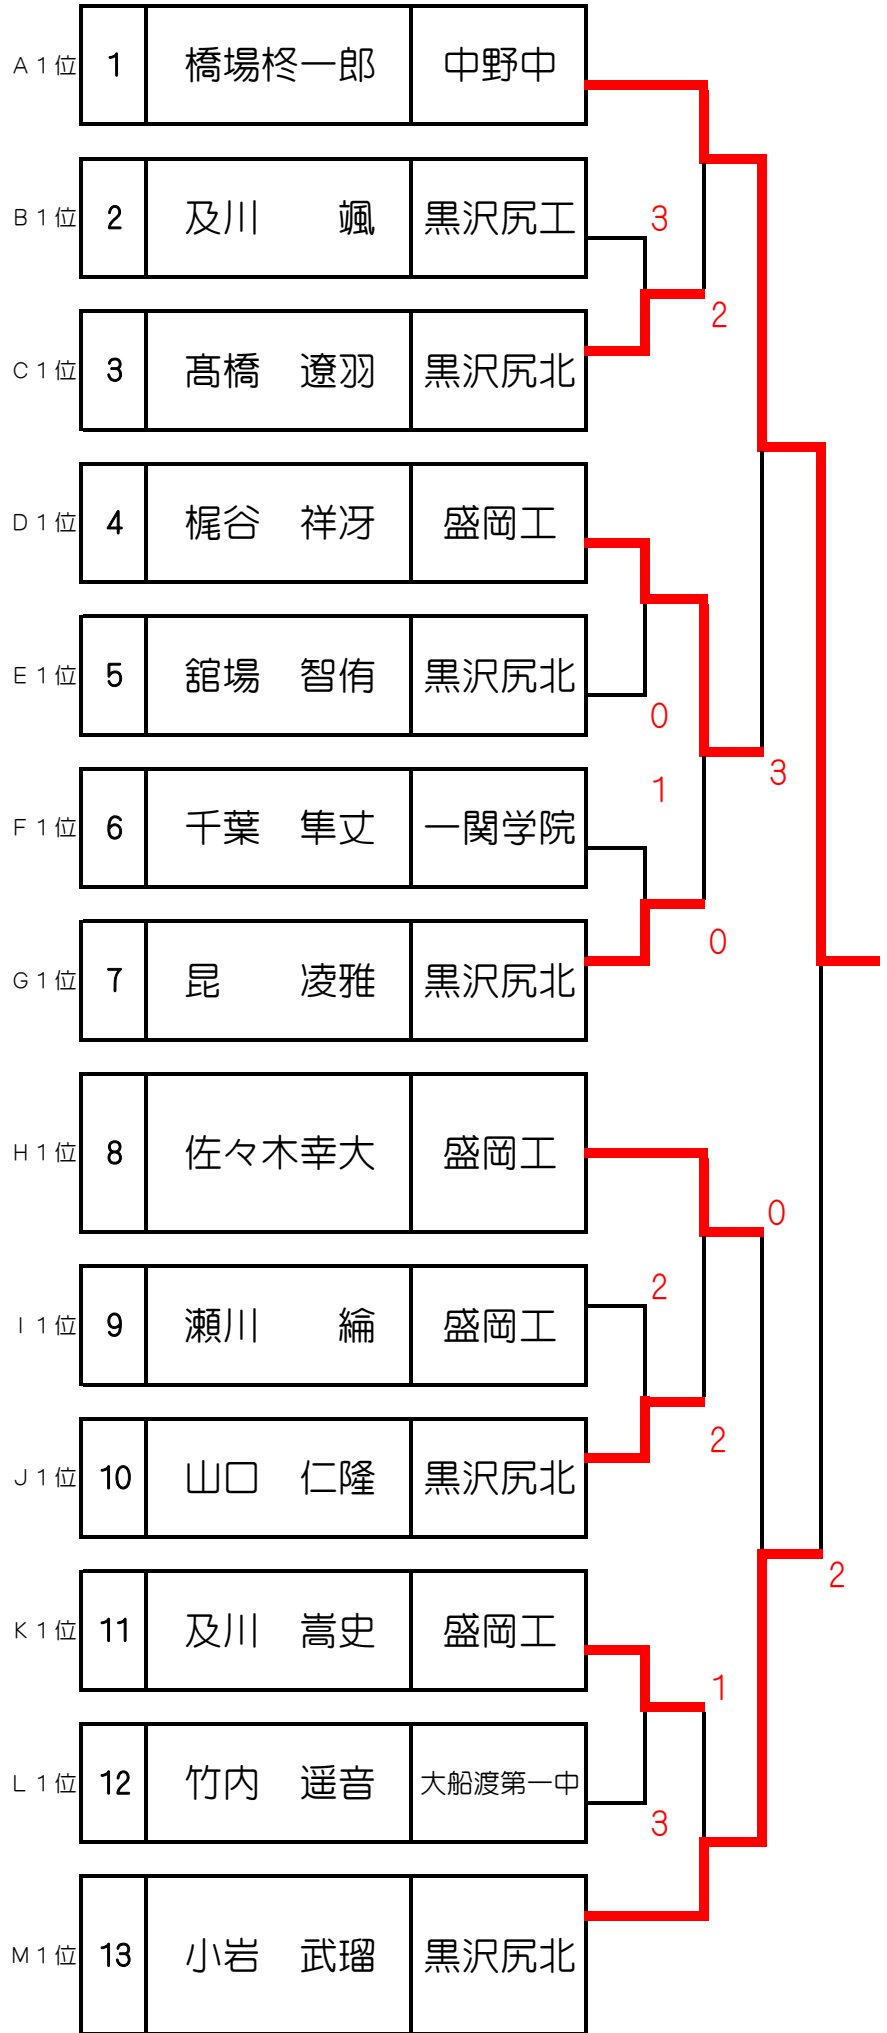 A1位 1 橋場柊一郎 中野中
B1位 2 及川 颯 黒沢尻工
3
2
C1位 3 髙橋 遼羽 黒沢尻北
D1位 4 梶谷 祥冴 盛岡工
E1位 5 舘場 智侑 黒沢尻北
0
3
1
F1位 6 千葉 隼丈 一関学院
0
G1位 7 昆 凌雅 黒沢尻北
H1位 8 佐々木幸大 盛岡工
0
2
I1位 9 瀬川 綸 盛岡工
2
J1位 10 山口 仁隆 黒沢尻北
2
K1位 11 及川 嵩史 盛岡工
1
L1位 12 竹内 遥音 大船渡第一中
3
M1位 13 小岩 武瑠 黒沢尻北